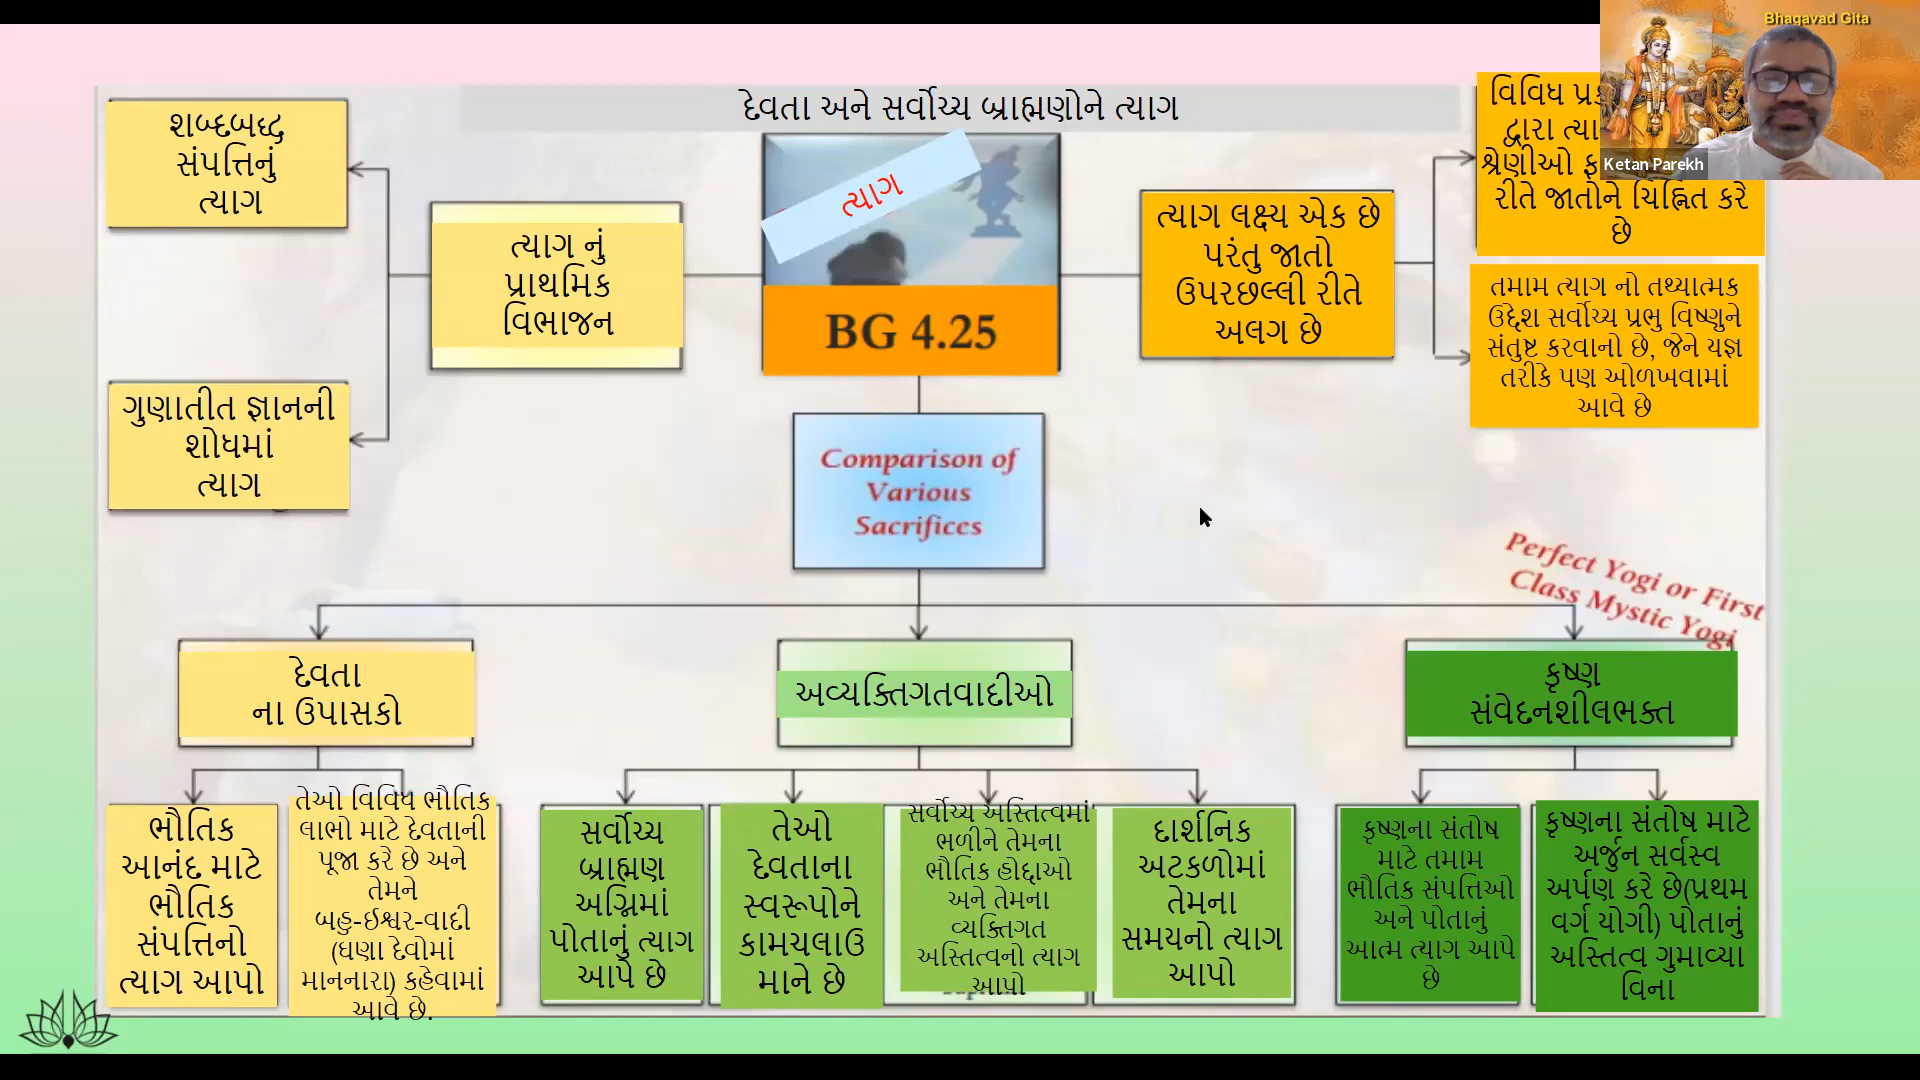 Bhagavad Gita
Ketan Parekh
દેવતા અને સર્વોચ્ચ બ્રાહ્મણોને ત્યાગ
શબ્દબદ્ધ
સંપત્તિનું
ત્યાગ
ગુણાતીત જ્ઞાનની
શોધમાં
ત્યાગ
ત્યાગ નું
પ્રાથમિક
વિભાજન
ત્યાગ
BG 4.25
ત્યાગ લક્ષ્ય એક છે
પરંતુ જાતો
ઉપરછલ્લી રીતે
અલગ છે
વિવિધ
દ્વારા
શ્રેણીઓ
રીતે જાતોને ચિહ્નિત કરે
છે
તમામ ત્યાગ નો તથ્યાત્મક
ઉદ્દેશ સર્વોચ્ચ પ્રભુ વિષ્ણુને
સંતુષ્ટ કરવાનો છે, જેને યજ્ઞ
તરીકે પણ ઓળખવામાં
આવે છે
Comparison of
Various
Sacrifices
Perfect Yogi or First
Class Mystic Yogi
દેવતા
ના ઉપાસકો
અવ્યક્તિગતવાદીઓ
કૃષ્ણ
સંવેદનશીલભક્ત
ભૌતિક
આનંદ માટે
ભૌતિક
સંપત્તિનો
ત્યાગ આપો
તેઓ વિવિધ ભૌતિક
લાભો માટે દેવતાની
પૂજા કરે છે અને
તેમને
બહુ-ઈશ્વર-વાદી
(ઘણા દેવોમાં
માનનારા) કહેવામાં
આવે છે.
સર્વોચ્ચ
બ્રાહ્મણ
અગ્નિમાં
પોતાનું ત્યાગ
આપે છે
તેઓ
દેવતાના
સ્વરૂપોને
કામચલાઉ
માને છે
સર્વોચ્ચ અસ્તિત્વમાં
ભળીને તેમના
ભૌતિક હોદ્દાઓ
અને તેમના
વ્યક્તિગત
અસ્તિત્વનો ત્યાગ
આપો
દાર્શનિક
અટકળોમાં
તેમના
સમયનો ત્યાગ
આપો
કૃષ્ણના સંતોષ
માટે તમામ
ભૌતિક સંપત્તિઓ
અને પોતાનું
આત્મ ત્યાગ આપે
છે
કૃષ્ણના સંતોષ માટે
અર્જુન સર્વસ્વ
અર્પણ કરે છે(પ્રથમ
વર્ગ યોગી) પોતાનું
અસ્તિત્વ ગુમાવ્યા
વિના